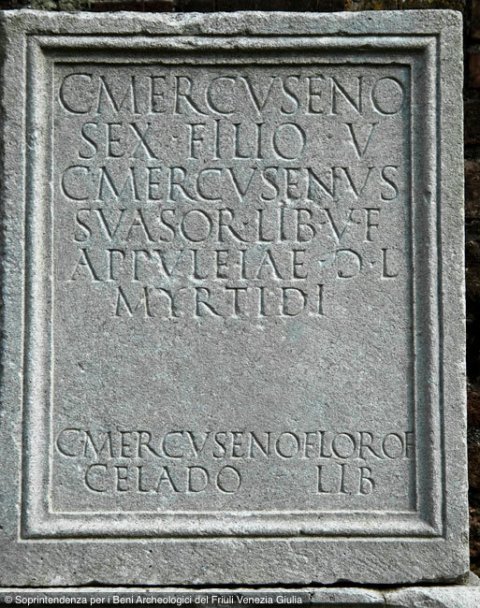 C·MERCVSENO
SEX·FILIO V
C·MERCVSENVS
SVASOR·LIB·V·F
APPVLEIAE·Ɔ·L
MYRTIDI
C·MERCVSENO FLORO F
CELADO LIB
© Soprintendenza per i Beni Archeologici del Friuli Venezia Giulia